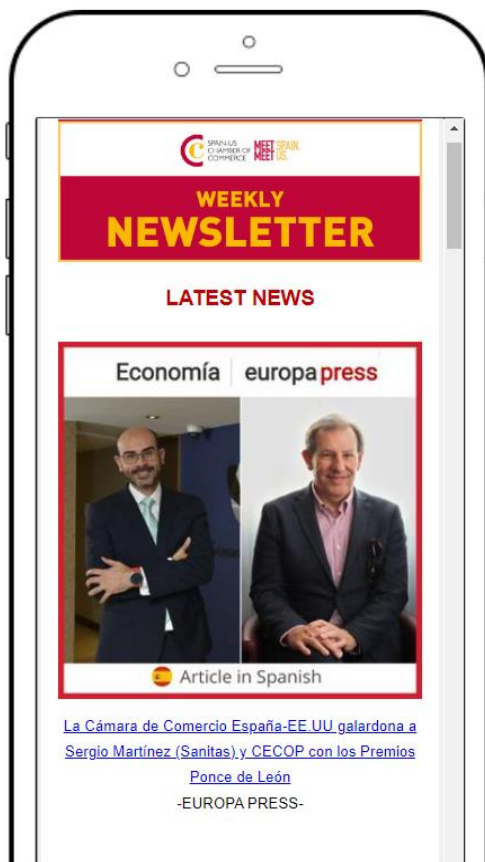 SPAIN-US
CHAMBER OF
COMMERCE
MEET SPAIN.
MEET US.
WEEKLY
NEWSLETTER
LATEST NEWS
Economía europapress
Article in Spanish
La Cámara de Comercio España-EE.UU galardona a
Sergio Martínez (Sanitas) y CECOP con los Premios
Ponce de León
-EUROPA PRESS-